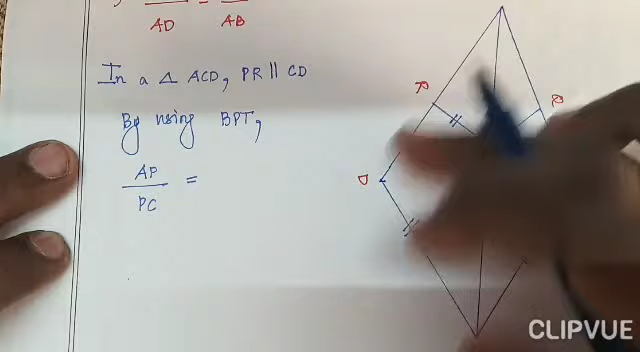 AD AB
In a Δ ACD, PR || CD
By using BPT,
AP/PC =
R R
D
CLIPVUE